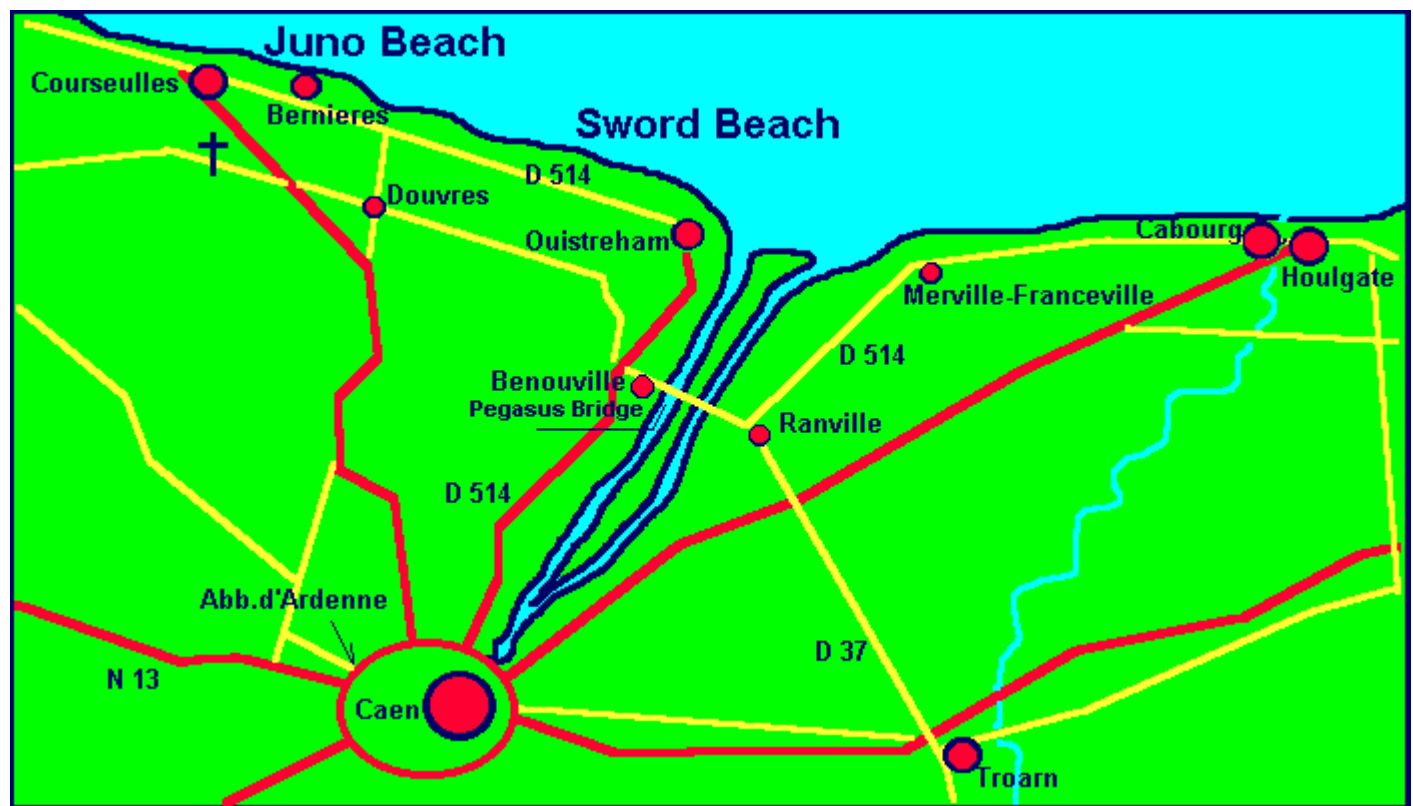 Juno Beach
Courseulles
Bernieres
Sword Beach
D 514
Douvres
Ouistreham
Cabourg
Houlgate
Merville-Franceville
D 514
Benouville
Pegasus Bridge
Ranville
D 514
Abb.d'Ardenne
N 13
D 37
Caen
Troarn